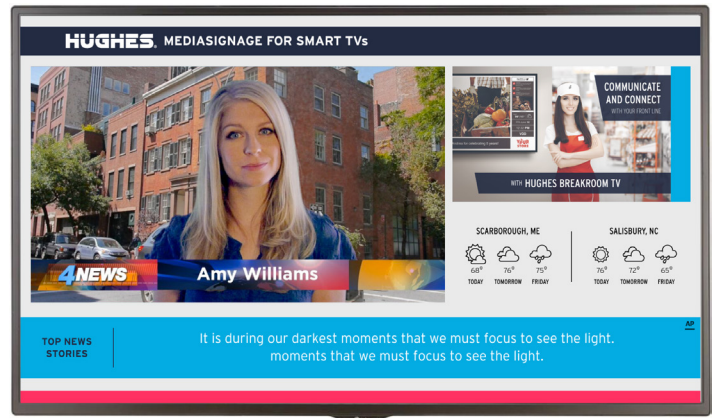 HUGHES. MEDIASIGNAGE FOR SMART TVs
4NEWS
Amy Williams
COMMUNICATE
AND CONNECT
WITH YOUR FRONT LINE
WITH HUGHES BREAKROOM TV
SCARBOROUGH, ME
68° 76° 75°
TODAY TOMORROW FRIDAY
SALISBURY, NC
76° 72° 65°
TODAY TOMORROW FRIDAY
AP
TOP NEWS
STORIES
It is during our darkest moments that we must focus to see the light.
moments that we must focus to see the light.